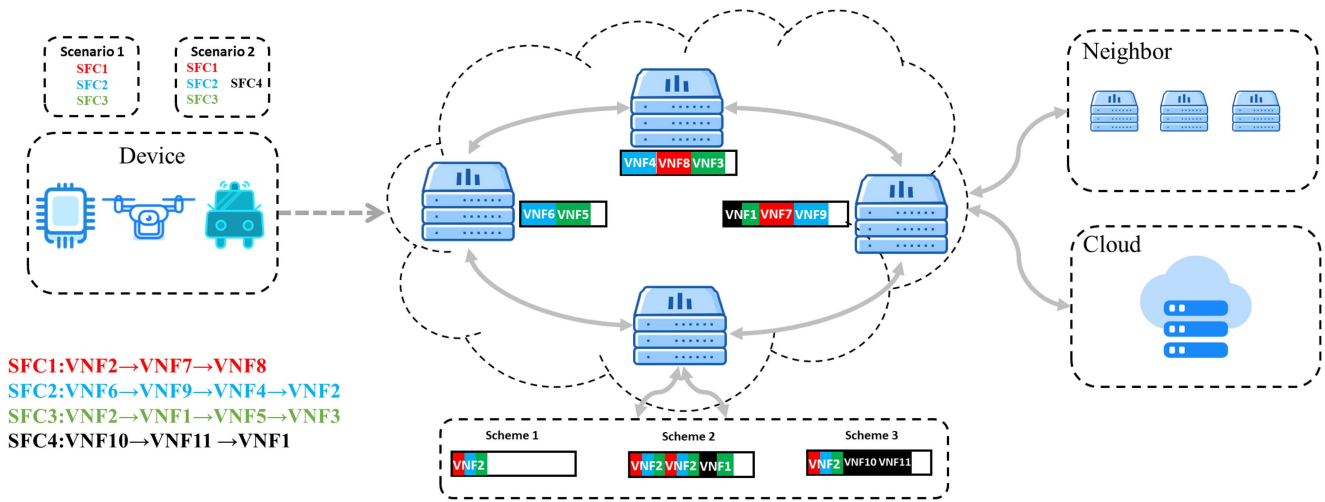 Scenario 1
SFC1
SFC2
SFC3
Scenario 2
SFC1
SFC2 SFC4
SFC3
Device
VNF4 VNF8 VNF3
VNF6 VNF5
VNF1 VNF7 VNF9
Neighbor
Cloud
SFC1:VNF2→VNF7→VNF8
SFC2:VNF6→VNF9→VNF4→VNF2
SFC3:VNF2→VNF1→VNF5→VNF3
SFC4:VNF10→VNF11 →VNF1
Scheme 1
VNF2
Scheme 2
VNF2 VNF2 VNF1
Scheme 3
VNF2 VNF10 VNF11